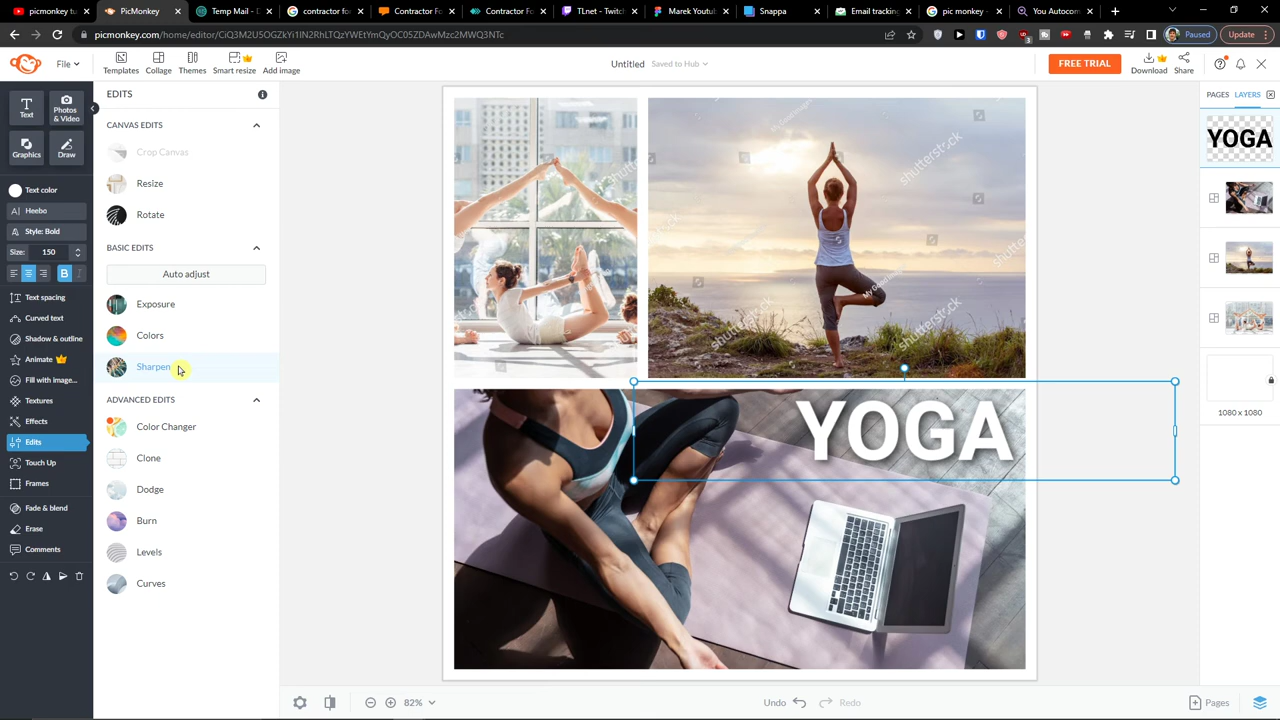 picmonkey tu
PicMonkey
Temp Mail - D
contractor fo
Contractor Fo
Contractor Fo
TLnet - Twitch
Marek Youtub
Snappa
Email tracking
pic monkey -
You Autocom
picmonkey.com/home/editor/
Paused
Update
File
Templates
Collage
Themes
Smart resize
Add image
Untitled
Saved to Hub
FREE TRIAL
Download
Share
Text
Photos & Video
Graphics
Draw
Text color
Heebo
Style: Bold
Size:
150
B
I
Text spacing
Curved text
Shadow & outline
Animate
Fill with image...
Textures
Effects
Edits
Touch Up
Frames
Fade & blend
Erase
Comments
EDITS
CANVAS EDITS
Crop Canvas
Resize
Rotate
BASIC EDITS
Auto adjust
Exposure
Colors
Sharpen
ADVANCED EDITS
Color Changer
Clone
Dodge
Burn
Levels
Curves
shutterstock
YOGA
PAGES
LAYERS
YOGA
1080 x 1080
82%
Undo
Redo
Pages